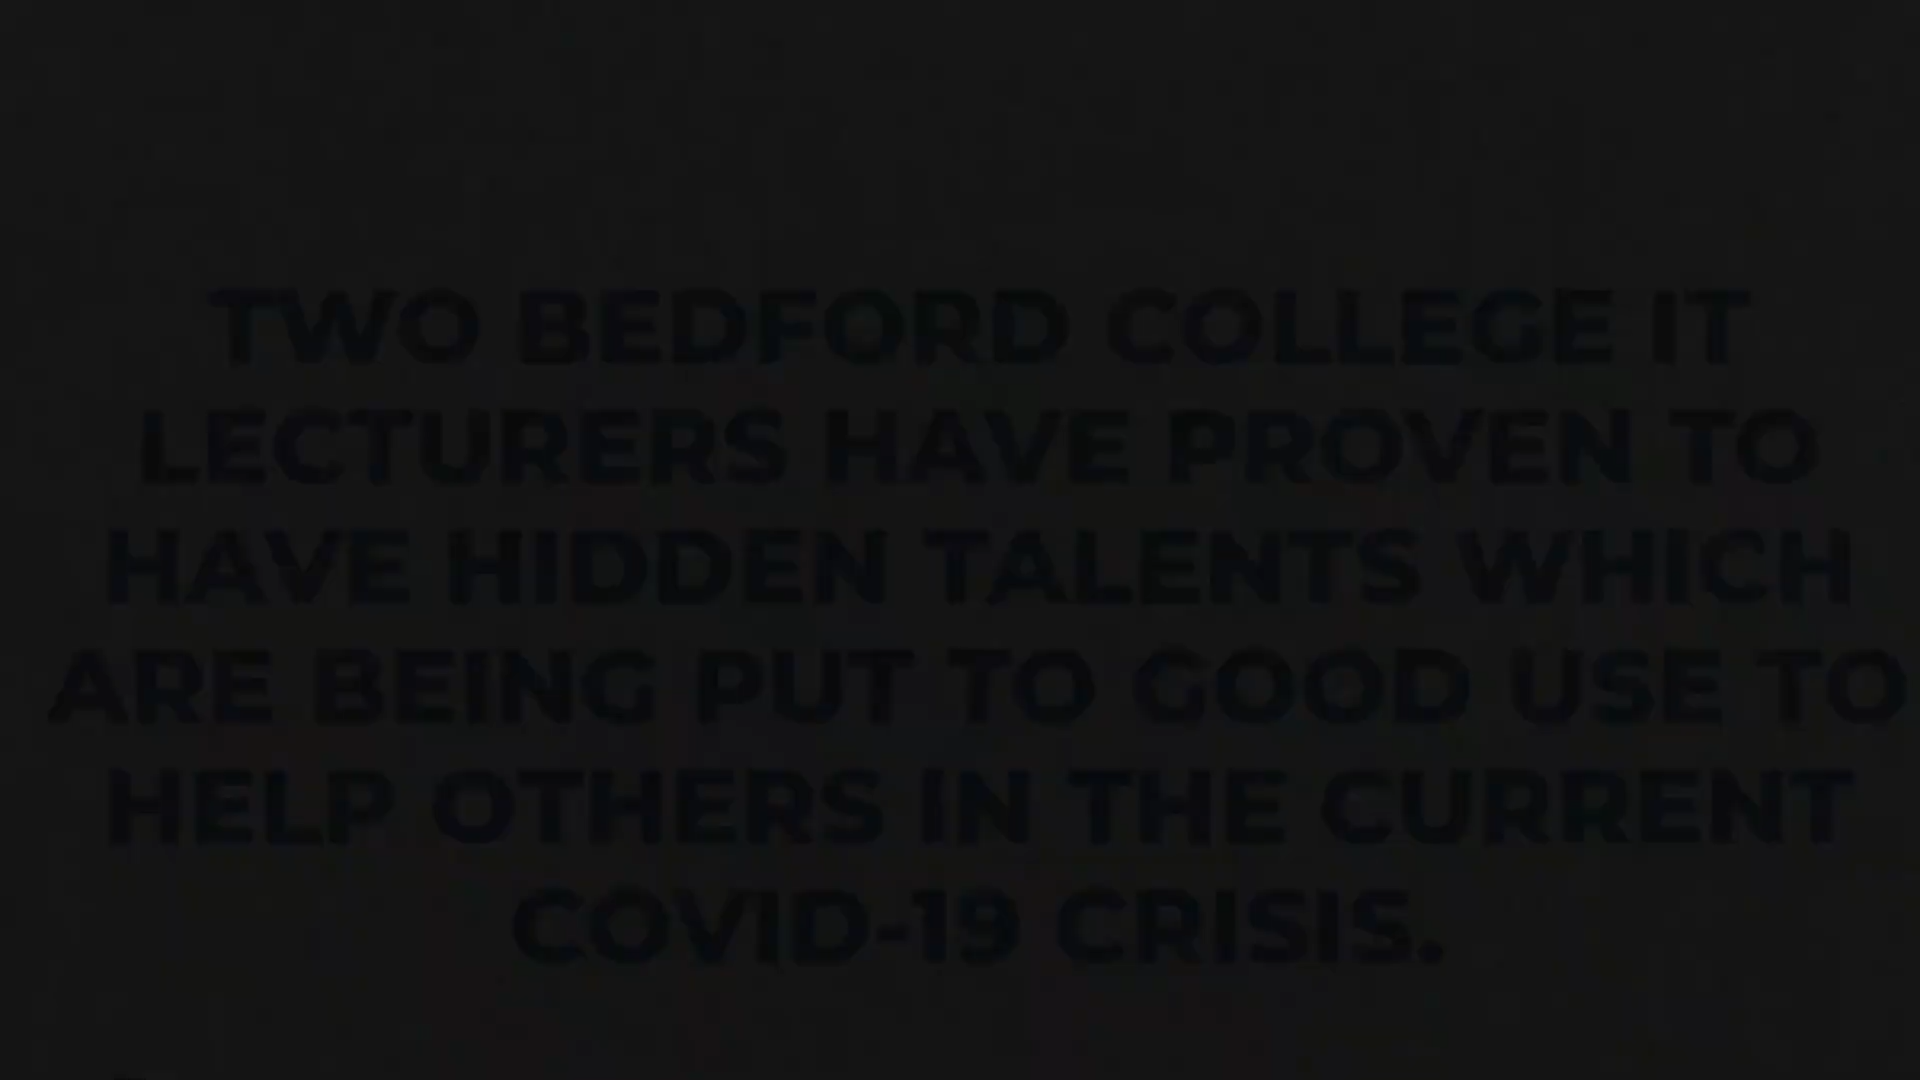 TWO BEDFORD COLLEGE IT
LECTURERS HAVE PROVEN TO
HAVE HIDDEN TALENTS WHICH
ARE BEING PUT TO GOOD USE TO
HELP OTHERS IN THE CURRENT
COVID-19 CRISIS.